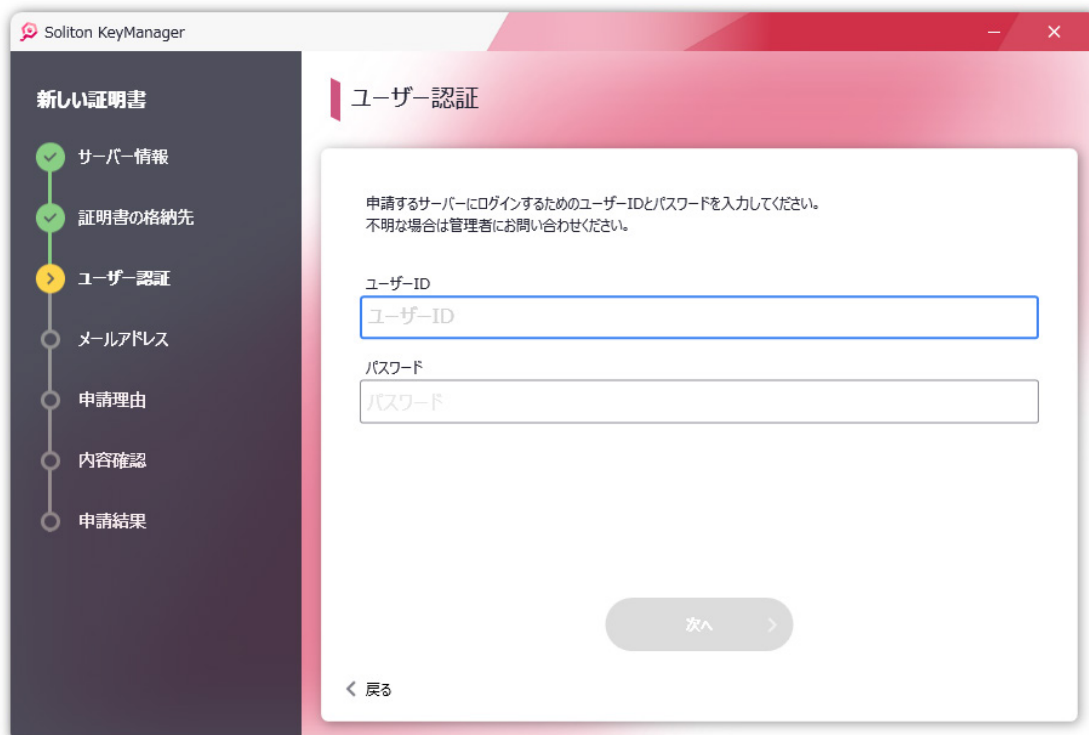 Soliton KeyManager
新しい証明書
サーバー情報
証明書の格納先
ユーザー認証
メールアドレス
申請理由
内容確認
申請結果
ユーザー認証
申請するサーバーにログインするためのユーザーIDとパスワードを入力してください。
不明な場合は管理者にお問い合わせください。
ユーザーID
ユーザーID
パスワード
パスワード
次へ
戻る